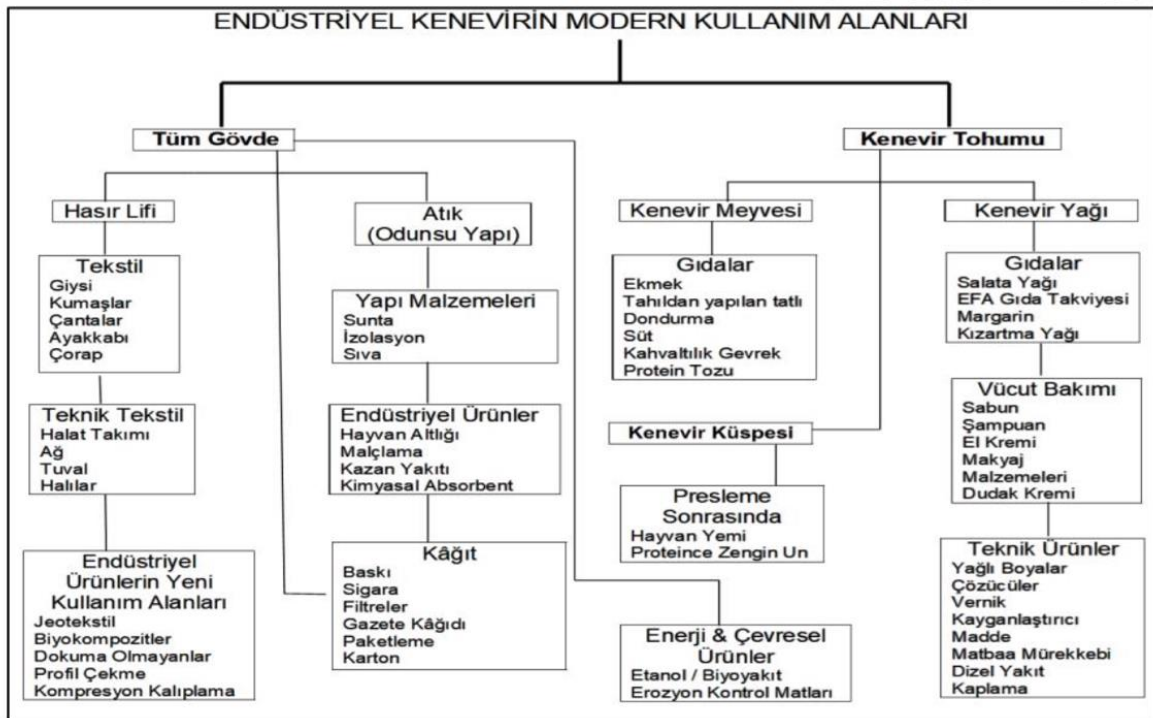 ENDÜSTRİYEL KENEVİRİN MODERN KULLANIM ALANLARI
Tüm Gövde
Hasır Lifi
Tekstil
Giysi
Kumaşlar
Çantalar
Ayakkabı
Çorap
Teknik Tekstil
Halat Takımı
Ağ
Tuval
Halılar
Endüstriyel
Ürünlerin Yeni
Kullanım Alanları
Jeotekstil
Biyokompozitler
Dokuma Olmayanlar
Profil Çekme
Kompresyon Kalıplama
Atık
(Odunsu Yapı)
Yapı Malzemeleri
Sunta
İzolasyon
Sıva
Endüstriyel Ürünler
Hayvan Altlığı
Malçlama
Kazan Yakıtı
Kimyasal Absorbent
Kâğıt
Baskı
Sigara
Filtreler
Gazete Kâğıdı
Paketleme
Karton
Enerji & Çevresel
Ürünler
Etanol / Biyoyakıt
Erozyon Kontrol Matları
Kenevir Tohumu
Kenevir Meyvesi
Gıdalar
Ekmek
Tahıldan yapılan tatlı
Dondurma
Süt
Kahvaltılık Gevrek
Protein Tozu
Kenevir Küspesi
Presleme
Sonrasında
Hayvan Yemi
Proteince Zengin Un
Kenevir Yağı
Gıdalar
Salata Yağı
EFA Gıda Takviyesi
Margarin
Kızartma Yağı
Vücut Bakımı
Sabun
Şampuan
El Kremi
Makyaj
Malzemeleri
Dudak Kremi
Teknik Ürünler
Yağlı Boyalar
Çözücüler
Vernik
Kayganlaştırıcı
Madde
Matbaa Mürekkebi
Dizel Yakıt
Kaplama